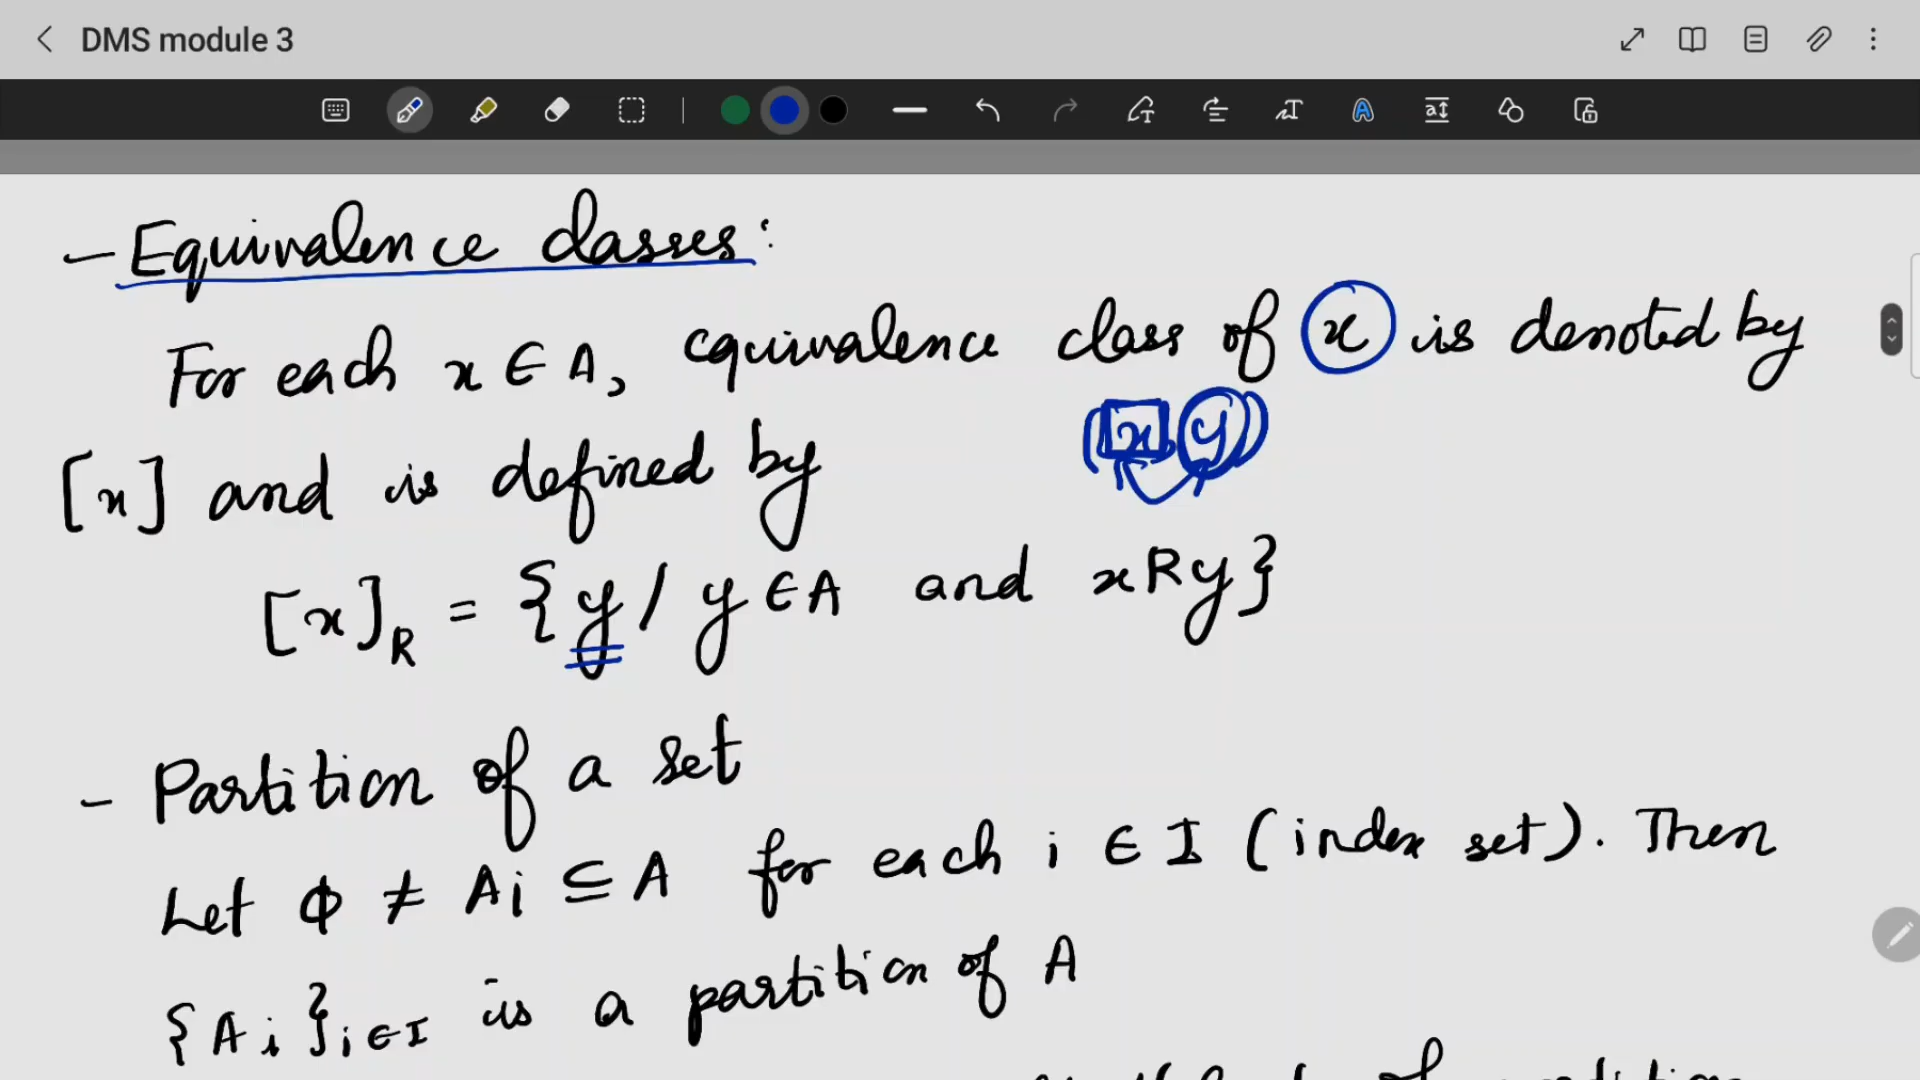 DMS module 3
- Equivalence classes:
For each x ∈ A, equivalence class of x is denoted by
(x, y)
[x] and is defined by
[x]R = {y / y ∈ A and xRy}
- Partition of a set
Let Φ ≠ Ai ⊆ A for each i ∈ I (index set). Then
{Ai}i∈I is a partition of A
of